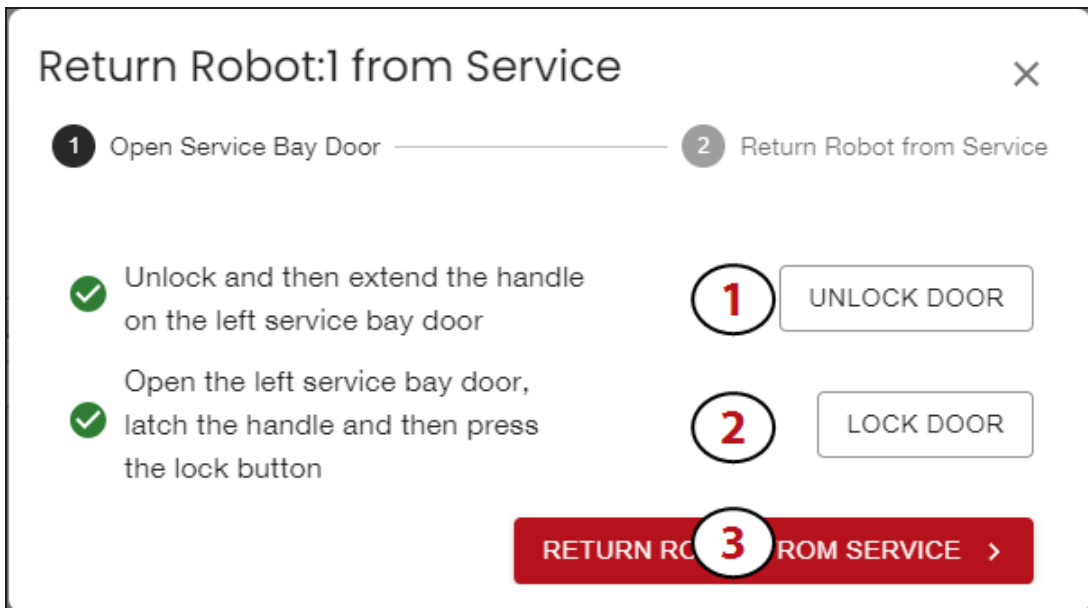 Return Robot:1 from Service
1 Open Service Bay Door 2 Return Robot from Service
Unlock and then extend the handle
on the left service bay door
1 UNLOCK DOOR
Open the left service bay door,
latch the handle and then press
the lock button
2 LOCK DOOR
RETURN RO 3 ROM SERVICE